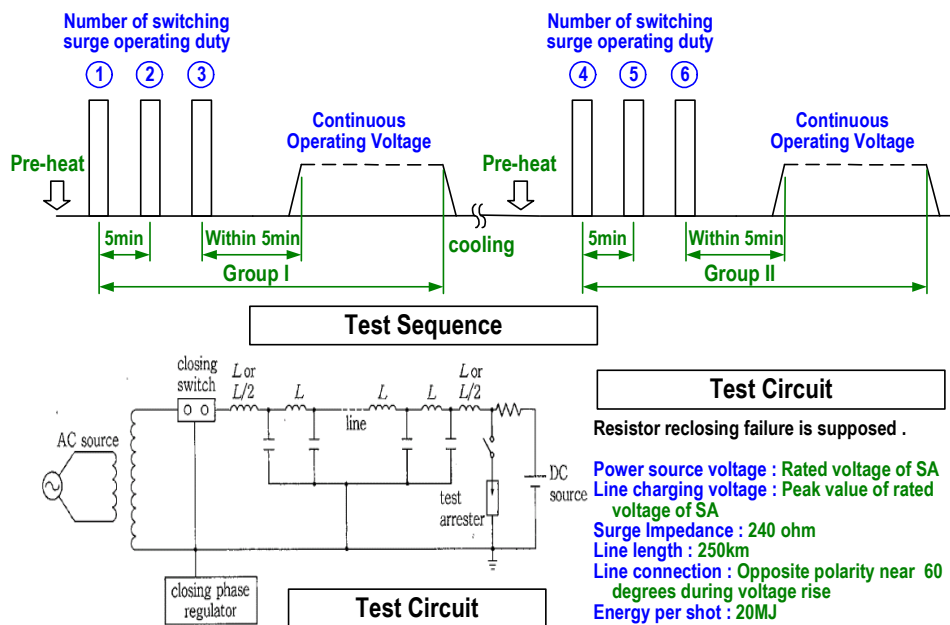 Number of switching
surge operating duty
1 2 3
Continuous
Operating Voltage
Pre-heat
5min
Within 5min
Group I
cooling
Number of switching
surge operating duty
4 5 6
Continuous
Operating Voltage
Pre-heat
5min
Within 5min
Group II
Test Sequence
closing
switch
L or
L/2
L
L
L
L or
L/2
line
AC source
test
arrester
DC
source
closing phase
regulator
Test Circuit
Test Circuit
Resistor reclosing failure is supposed .
Power source voltage : Rated voltage of SA
Line charging voltage : Peak value of rated
voltage of SA
Surge Impedance : 240 ohm
Line length : 250km
Line connection : Opposite polarity near 60
degrees during voltage rise
Energy per shot : 20MJ